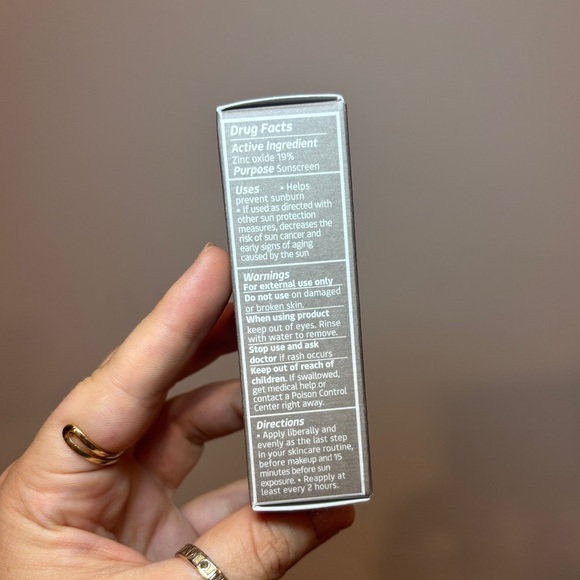 Drug Facts
Active Ingredient
Zinc oxide 19%
Purpose Sunscreen
Uses • Helps
prevent sunburn
• If used as directed with
other sun protection
measures, decreases the
risk of sun cancer and
early signs of aging
caused by the sun
Warnings
For external use only
Do not use on damaged
or broken skin.
When using product
keep out of eyes. Rinse
with water to remove.
Stop use and ask
doctor if rash occurs
Keep out of reach of
children. If swallowed,
get medical help or
contact a Poison Control
Center right away.
Directions
• Apply liberally and
evenly as the last step
in your skincare routine,
before makeup and 15
minutes before sun
exposure. • Reapply at
least every 2 hours.